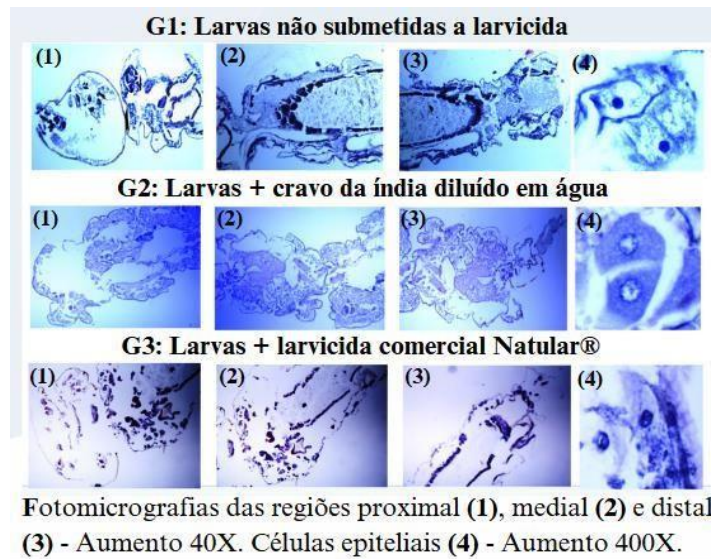 G1: Larvas não submetidas a larvicida
(1) (2) (3) (4)
G2: Larvas + cravo da índia diluído em água
(1) (2) (3) (4)
G3: Larvas + larvicida comercial Natular®
(1) (2) (3) (4)
Fotomicrografias das regiões proximal (1), medial (2) e distal
(3) - Aumento 40X. Células epiteliais (4) - Aumento 400X.